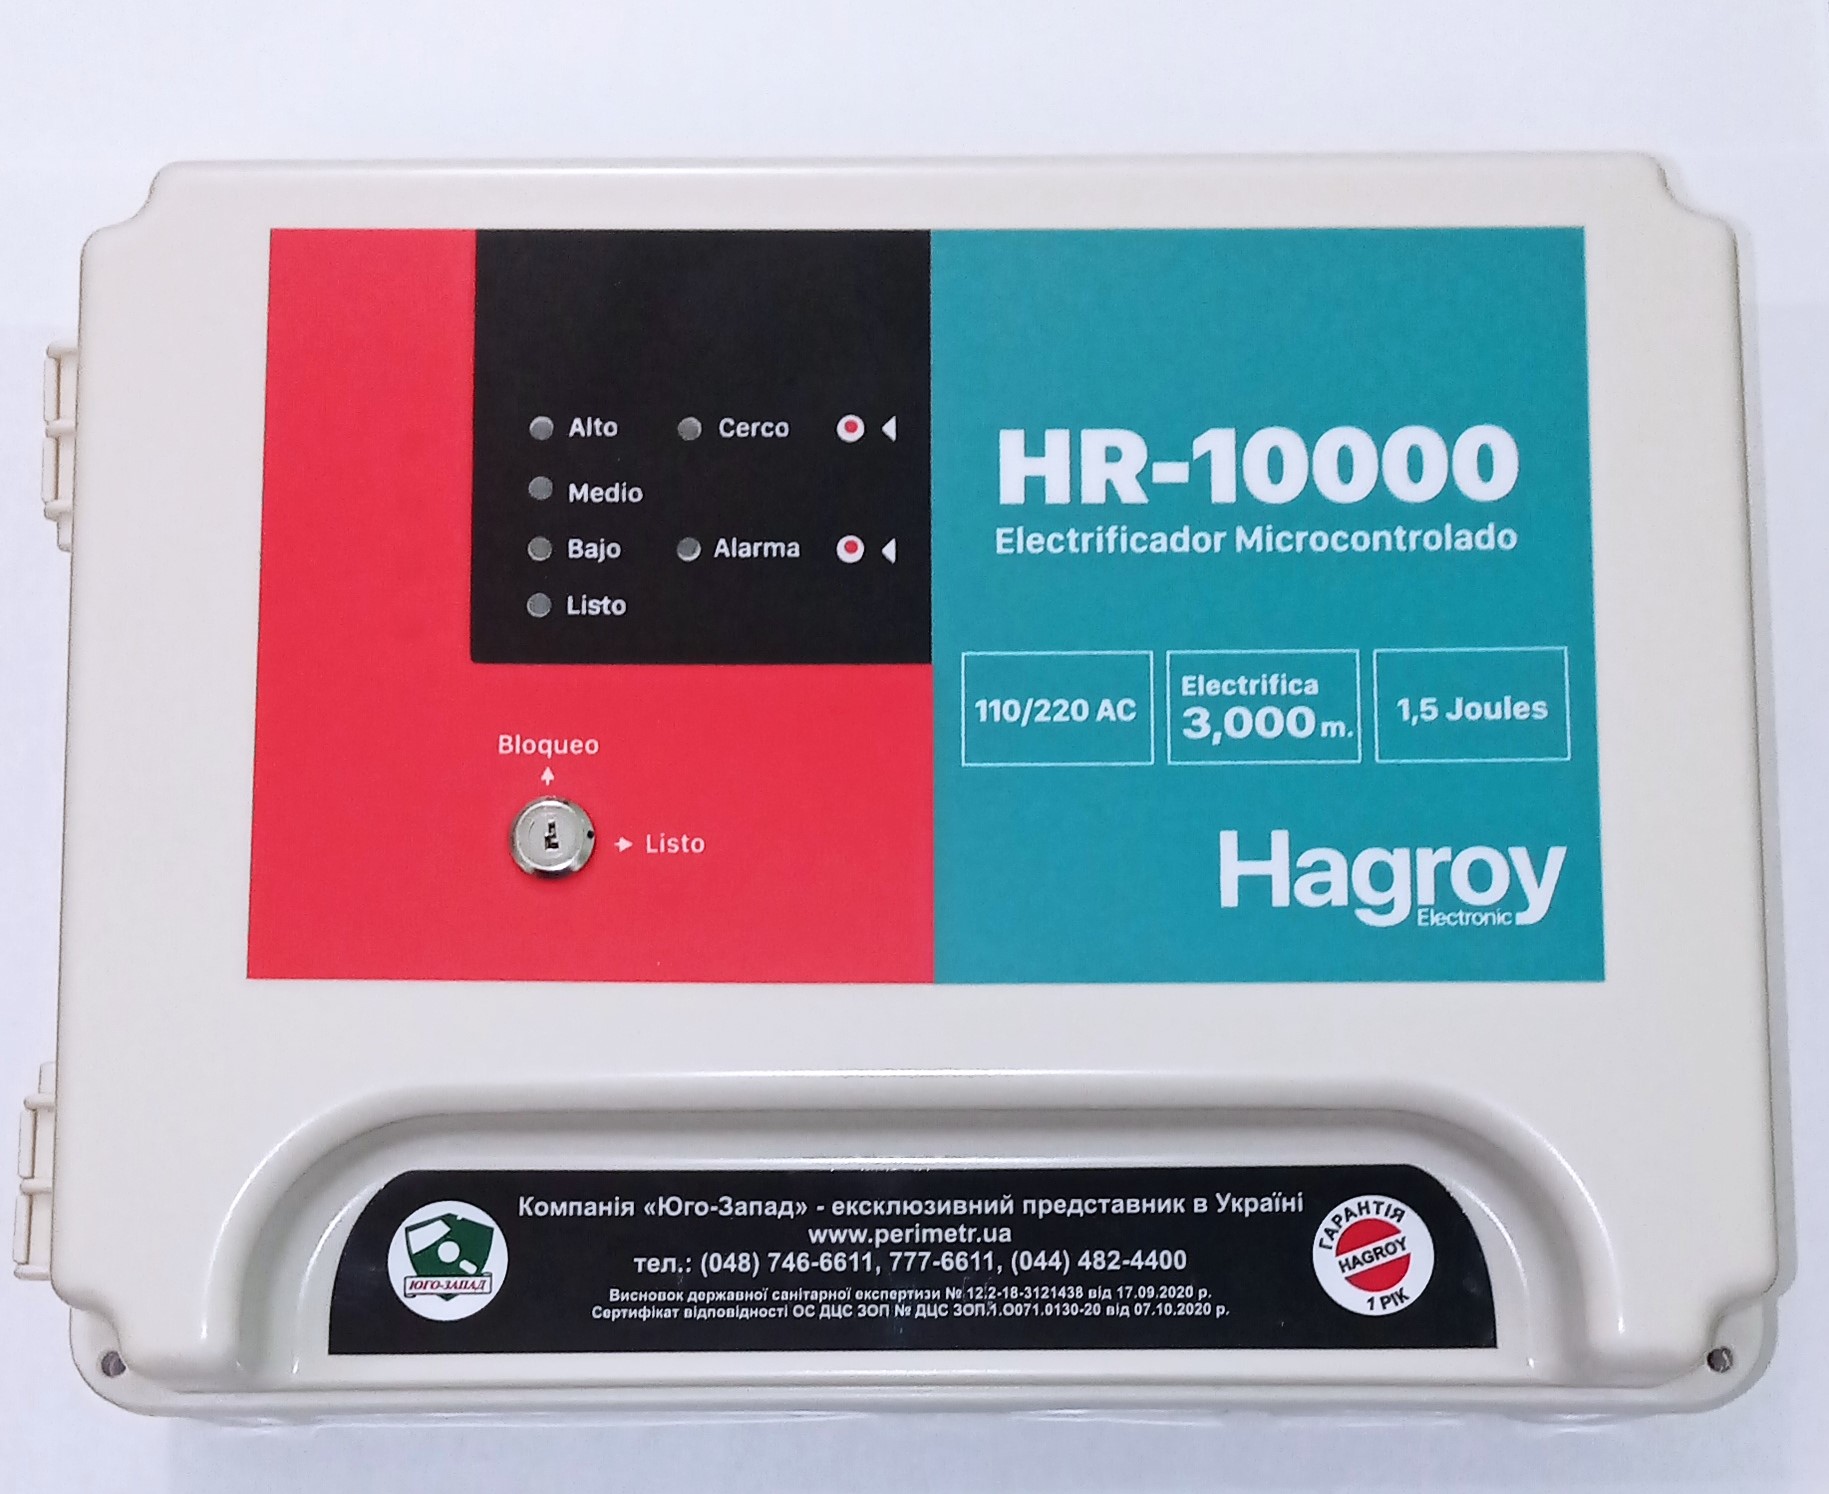 Alto
Cerco
Medio
Bajo
Alarma
Listo
HR-10000
Electrificador Microcontrolado
110/220 AC
Electrifica
3,000 m.
1,5 Joules
Bloqueo
Listo
Hagroy
Electronic
Компанія «Юго-Запад» - ексклюзивний представник в Україні
www.perimetr.ua
тел.: (048) 746-6611, 777-6611, (044) 482-4400
Висновок державної санітарної експертизи № 12.2-18-3121438 від 17.09.2020 р.
Сертифікат відповідності ОС ДЦС ЗОП № ДЦС ЗОП.1.О071.0130-20 від 07.10.2020 р.
ЮГО-ЗАПАД
ГАРАНТІЯ
HAGROY
1 РІК